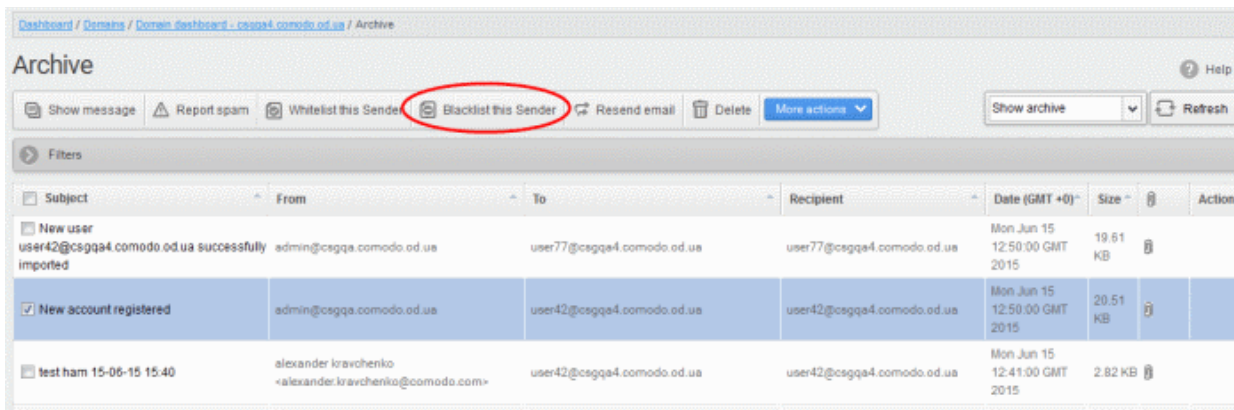 Dashboard / Domains / Domain dashboard - csgqa4.comodo.od.ua / Archive
Archive
Help
Show message Report spam Whitelist this Sender Blacklist this Sender Resend email Delete More actions Show archive Refresh
Filters
Subject From To Recipient Date (GMT +0) Size Action
New user
user42@csgqa4.comodo.od.ua successfully
imported
admin@csgqa.comodo.od.ua
user77@csgqa4.comodo.od.ua
user77@csgqa4.comodo.od.ua
Mon Jun 15
12:50:00 GMT
2015
19.61
KB
New account registered
admin@csgqa.comodo.od.ua
user42@csgqa4.comodo.od.ua
user42@csgqa4.comodo.od.ua
Mon Jun 15
12:50:00 GMT
2015
20.51
KB
test ham 15-06-15 15:40
alexander kravchenko
<alexander.kravchenko@comodo.com>
user42@csgqa4.comodo.od.ua
user42@csgqa4.comodo.od.ua
Mon Jun 15
12:41:00 GMT
2015
2.82 KB